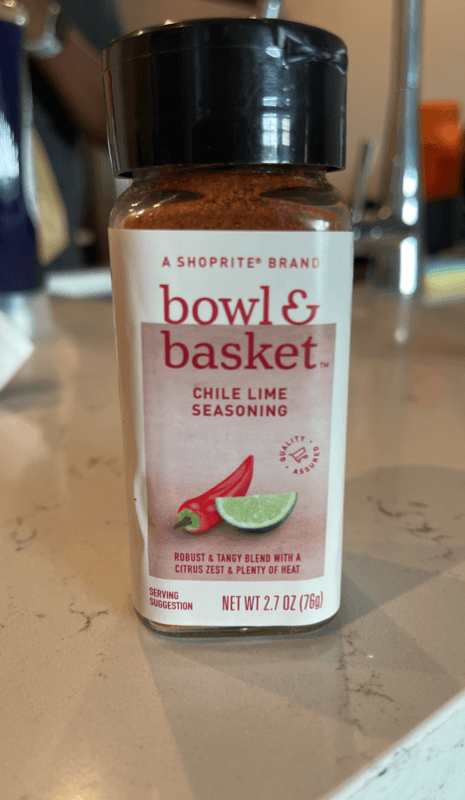 A SHOPRITE® BRAND
bowl &
basket™
CHILE LIME
SEASONING
QUALITY • ASSURED •
ROBUST & TANGY BLEND WITH A
CITRUS ZEST & PLENTY OF HEAT
SERVING
SUGGESTION
NET WT 2.7 OZ (76g)